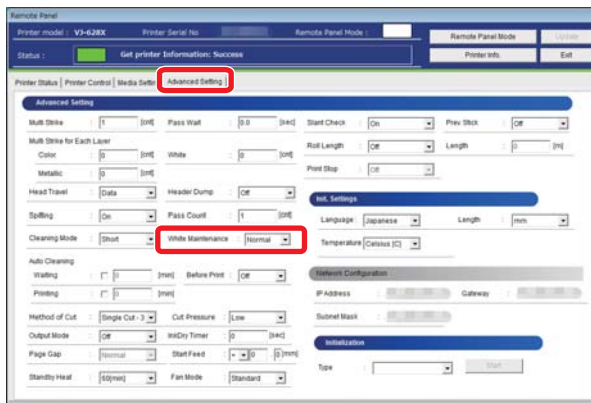 Remote Panel
Printer model : VJ-628X Printer Serial No Remote Panel Mode : Remote Panel Mode Update
Status : Get printer Information: Success Printer Info. Exit
Printer Status Printer Control Media Settin Advanced Setting
Advanced Setting
Multi Strike : 1 [cnt] Pass Wait : 0.0 [sec] Slant Check : On Prev Stick : Off
Multi Strike for Each Layer Roll Length : Off Length : 0 [m]
Color : 0 [cnt] White : 0 [cnt]
Metallic : 0 [cnt] Print Stop : Off
Head Travel : Data Header Dump : Off Init. Settings
Spitting : On Pass Count : 1 [cnt] Language : Japanese Length : mm
Cleaning Mode : Short White Maintenance : Normal Temperature : Celsius [C]
Auto Cleaning
Waiting : 0 [min] Before Print : Off Network Configuration
Printing : 0 [min] IP Address : Gateway :
Method of Cut : Single Cut - 3 Cut Pressure : Low Subnet Mask :
Output Mode : Off InkDry Timer : 0 [sec] Initialization
Page Gap : Normal Start Feed : + 0 . 0 [mm] Type : Start
Standby Heat : 60[min] Fan Mode : Standard